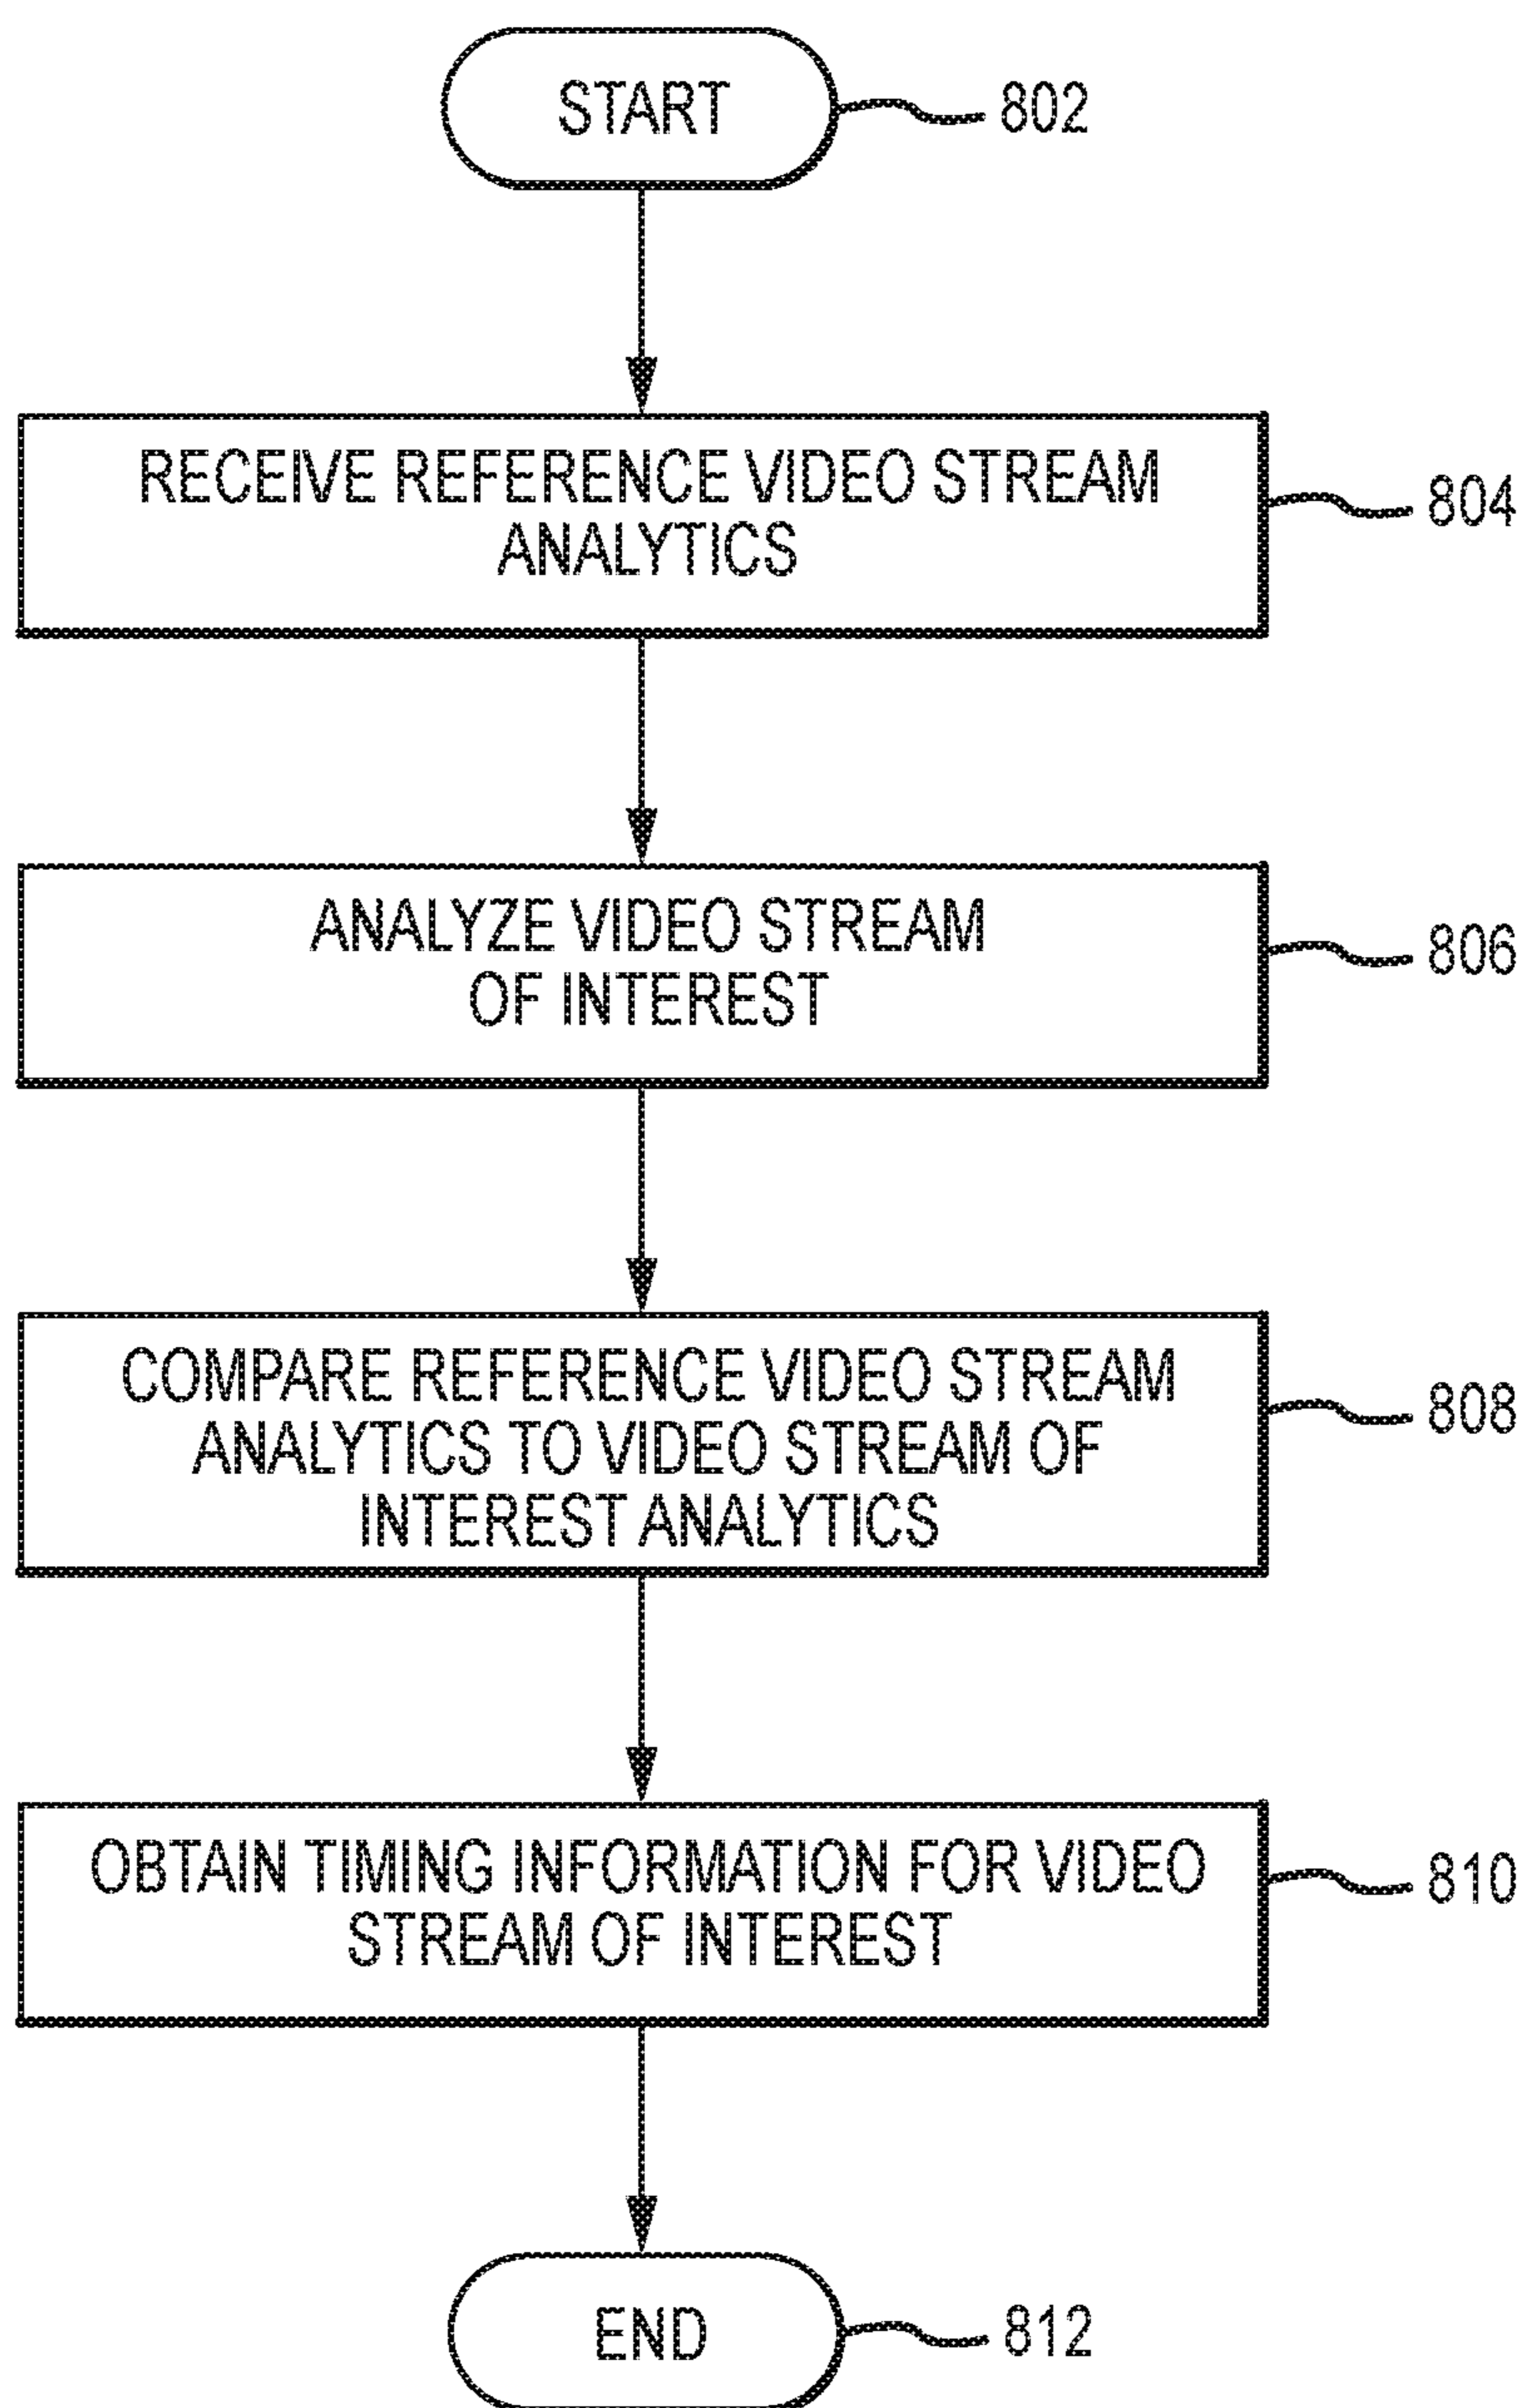 START
802
RECEIVE REFERENCE VIDEO STREAM
ANALYTICS
804
ANALYZE VIDEO STREAM
OF INTEREST
806
COMPARE REFERENCE VIDEO STREAM
ANALYTICS TO VIDEO STREAM OF
INTEREST ANALYTICS
808
OBTAIN TIMING INFORMATION FOR VIDEO
STREAM OF INTEREST
810
END
812